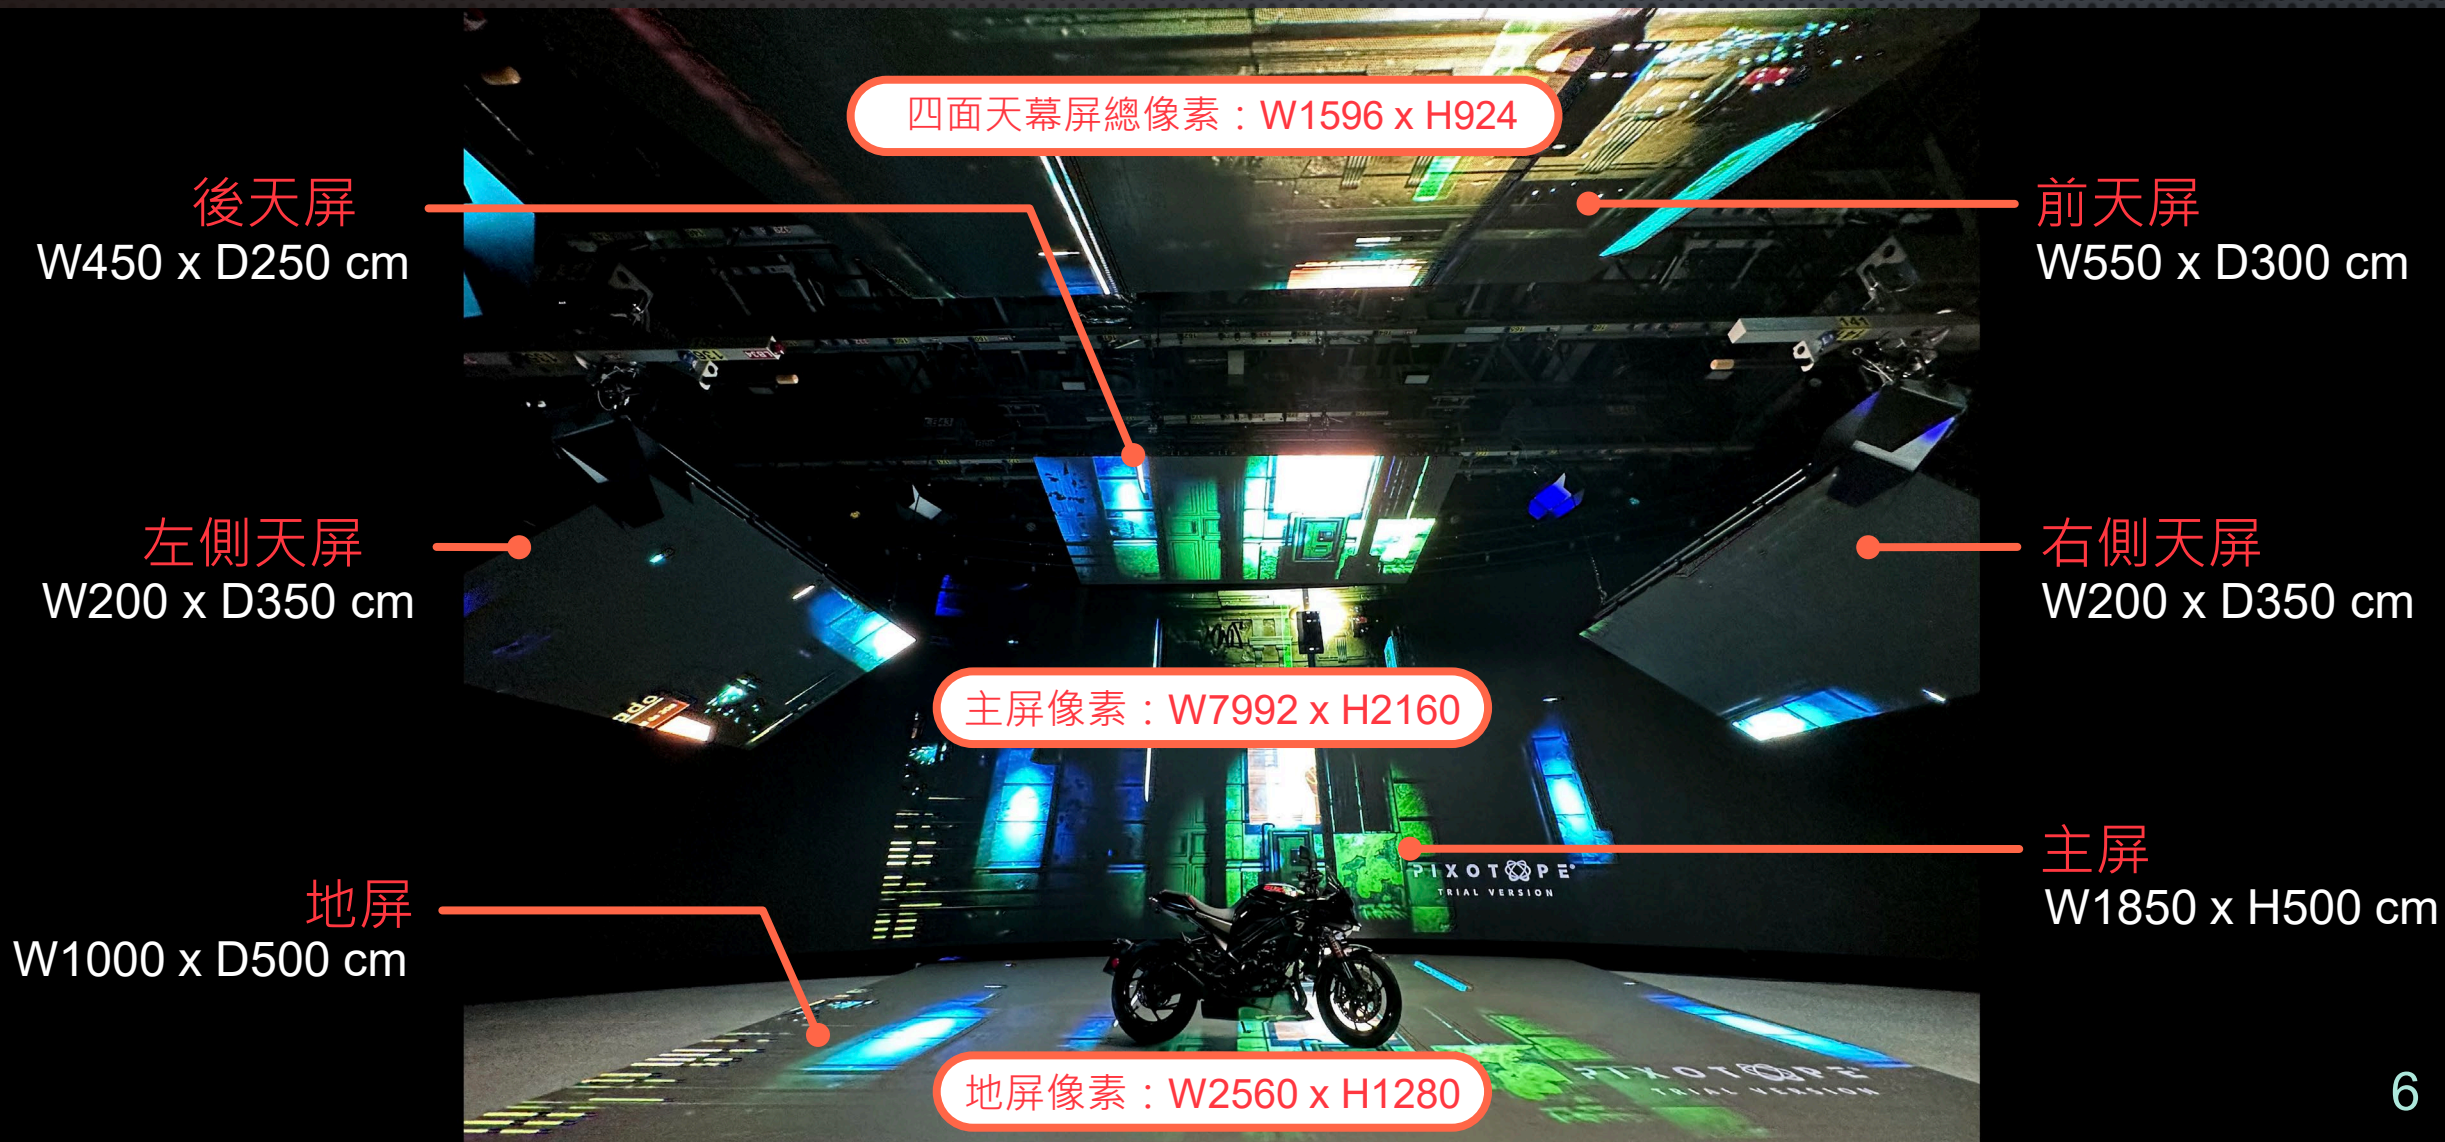 四面天幕屏總像素：W1596 x H924
後天屏
W450 x D250 cm
前天屏
W550 x D300 cm
左側天屏
W200 x D350 cm
右側天屏
W200 x D350 cm
主屏像素：W7992 x H2160
主屏
W1850 x H500 cm
PIXOTOPE
TRIAL VERSION
地屏
W1000 x D500 cm
地屏像素：W2560 x H1280
PIXOTOPE
TRIAL VERSION
6